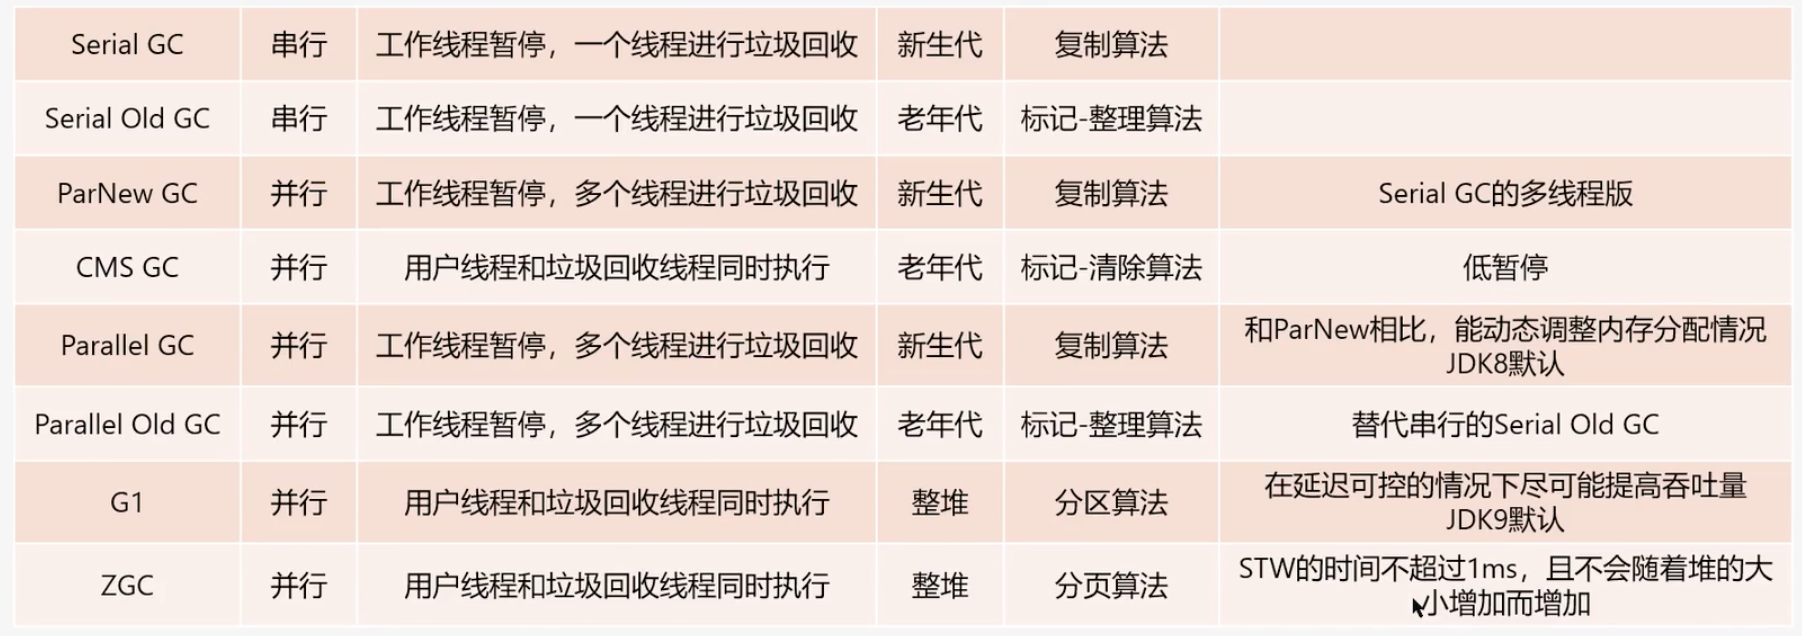 Serial GC 串行 工作线程暂停，一个线程进行垃圾回收 新生代 复制算法
Serial Old GC 串行 工作线程暂停，一个线程进行垃圾回收 老年代 标记-整理算法
ParNew GC 并行 工作线程暂停，多个线程进行垃圾回收 新生代 复制算法 Serial GC的多线程版
CMS GC 并行 用户线程和垃圾回收线程同时执行 老年代 标记-清除算法 低暂停
Parallel GC 并行 工作线程暂停，多个线程进行垃圾回收 新生代 复制算法 和ParNew相比，能动态调整内存分配情况
JDK8默认
Parallel Old GC 并行 工作线程暂停，多个线程进行垃圾回收 老年代 标记-整理算法 替代串行的Serial Old GC
G1 并行 用户线程和垃圾回收线程同时执行 整堆 分区算法 在延迟可控的情况下尽可能提高吞吐量
JDK9默认
ZGC 并行 用户线程和垃圾回收线程同时执行 整堆 分页算法 STW的时间不超过1ms，且不会随着堆的大
小增加而增加